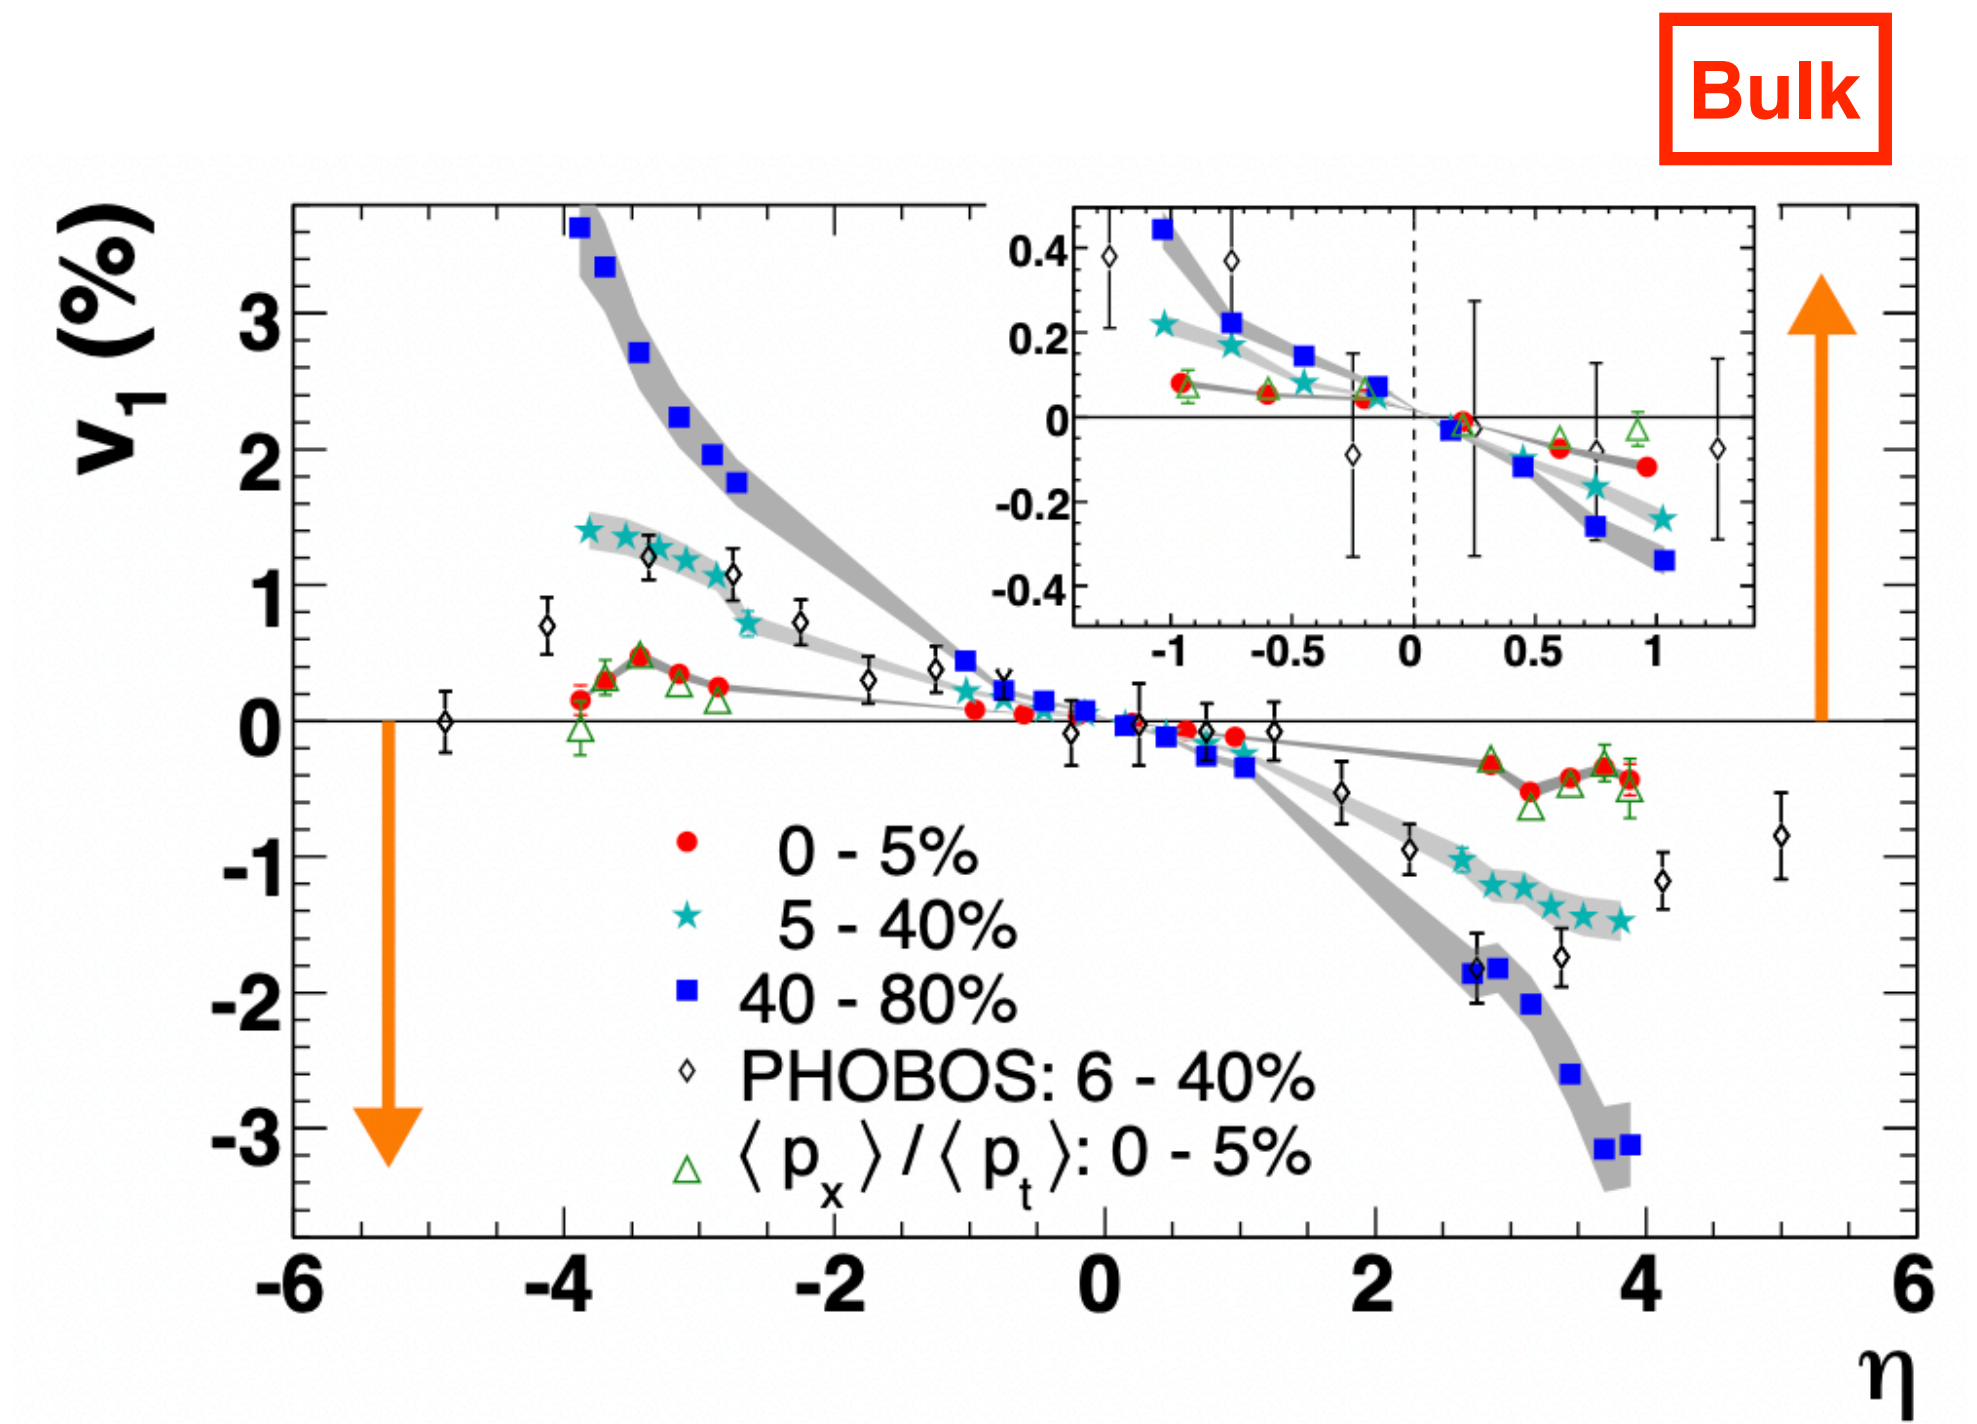 Bulk
v1 (%)
3
2
1
0
-1
-2
-3
0.4
0.2
0
-0.2
-0.4
-1 -0.5 0 0.5 1
0 - 5%
5 - 40%
40 - 80%
PHOBOS: 6 - 40%
⟨ px ⟩ / ⟨ pt ⟩: 0 - 5%
-6 -4 -2 0 2 4 6
η